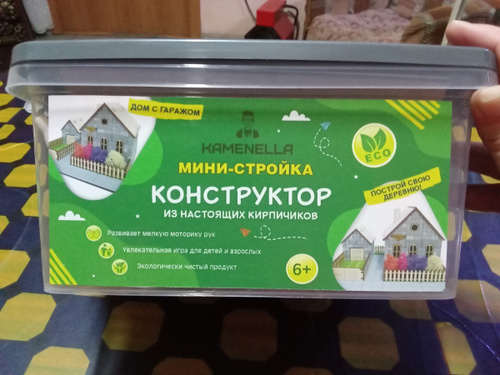 ДОМ С ГАРАЖОМ
KAMENELLA
МИНИ-СТРОЙКА
КОНСТРУКТОР
ИЗ НАСТОЯЩИХ КИРПИЧИКОВ
EGO
ПОСТРОЙ СВОЮ
ДЕРЕВНЮ!
Развивает мелкую моторику рук
Увлекательная игра для детей и взрослых
Экологически чистый продукт
6+